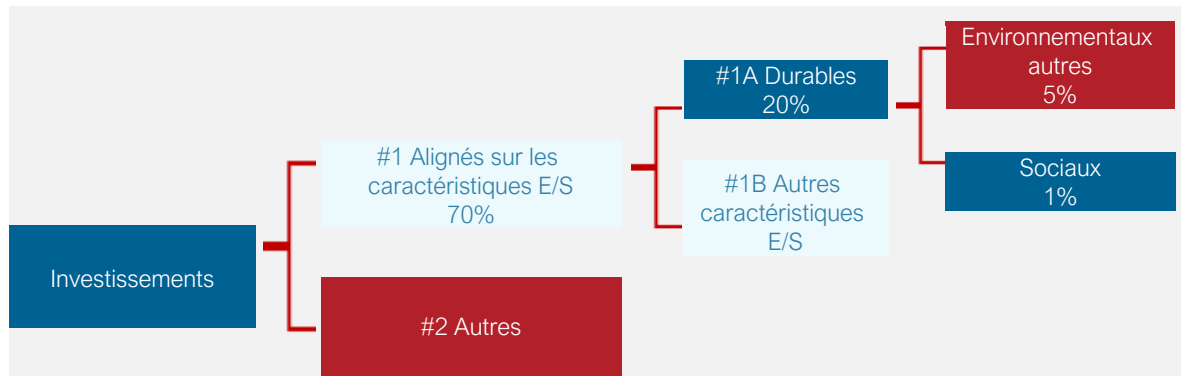 Investissements
#1 Alignés sur les
caractéristiques E/S
70%
#2 Autres
#1A Durables
20%
#1B Autres
caractéristiques
E/S
Environnementaux
autres
5%
Sociaux
1%